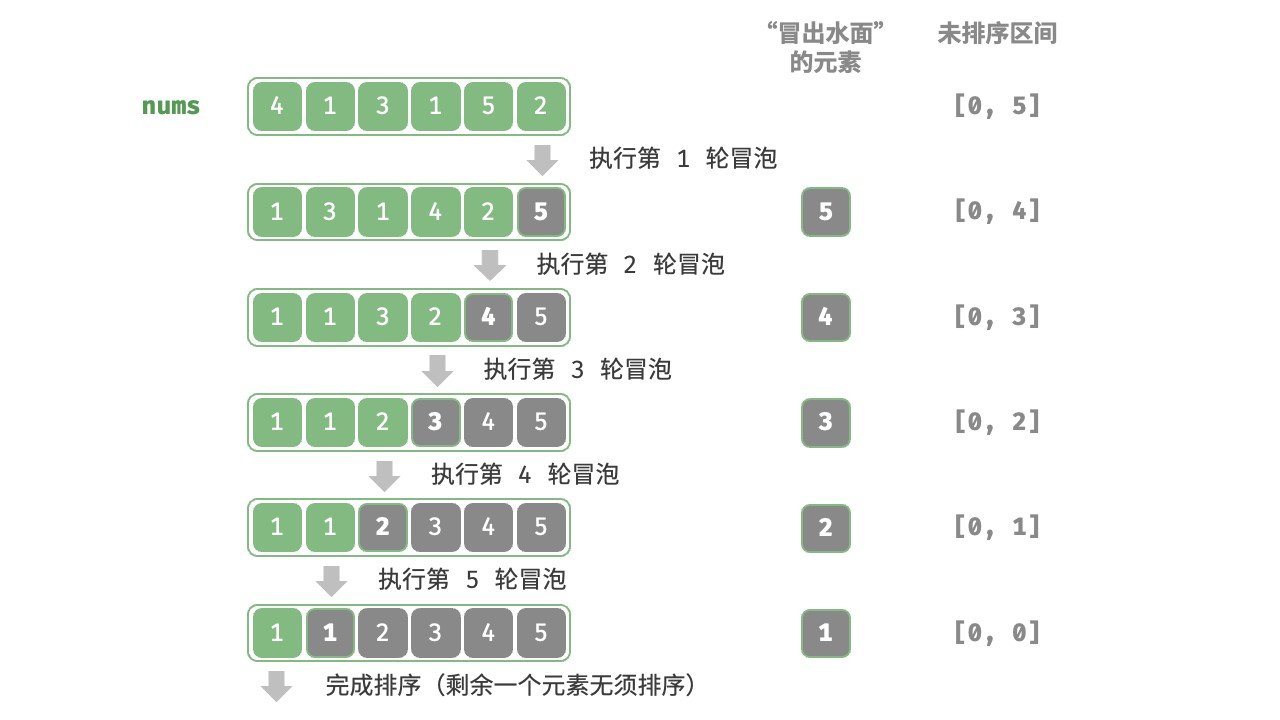 “冒出水面” 未排序区间
的元素
nums 4 1 3 1 5 2 [0, 5]
执行第 1 轮冒泡
1 3 1 4 2 5 5 [0, 4]
执行第 2 轮冒泡
1 1 3 2 4 5 4 [0, 3]
执行第 3 轮冒泡
1 1 2 3 4 5 3 [0, 2]
执行第 4 轮冒泡
1 1 2 3 4 5 2 [0, 1]
执行第 5 轮冒泡
1 1 2 3 4 5 1 [0, 0]
完成排序（剩余一个元素无须排序）